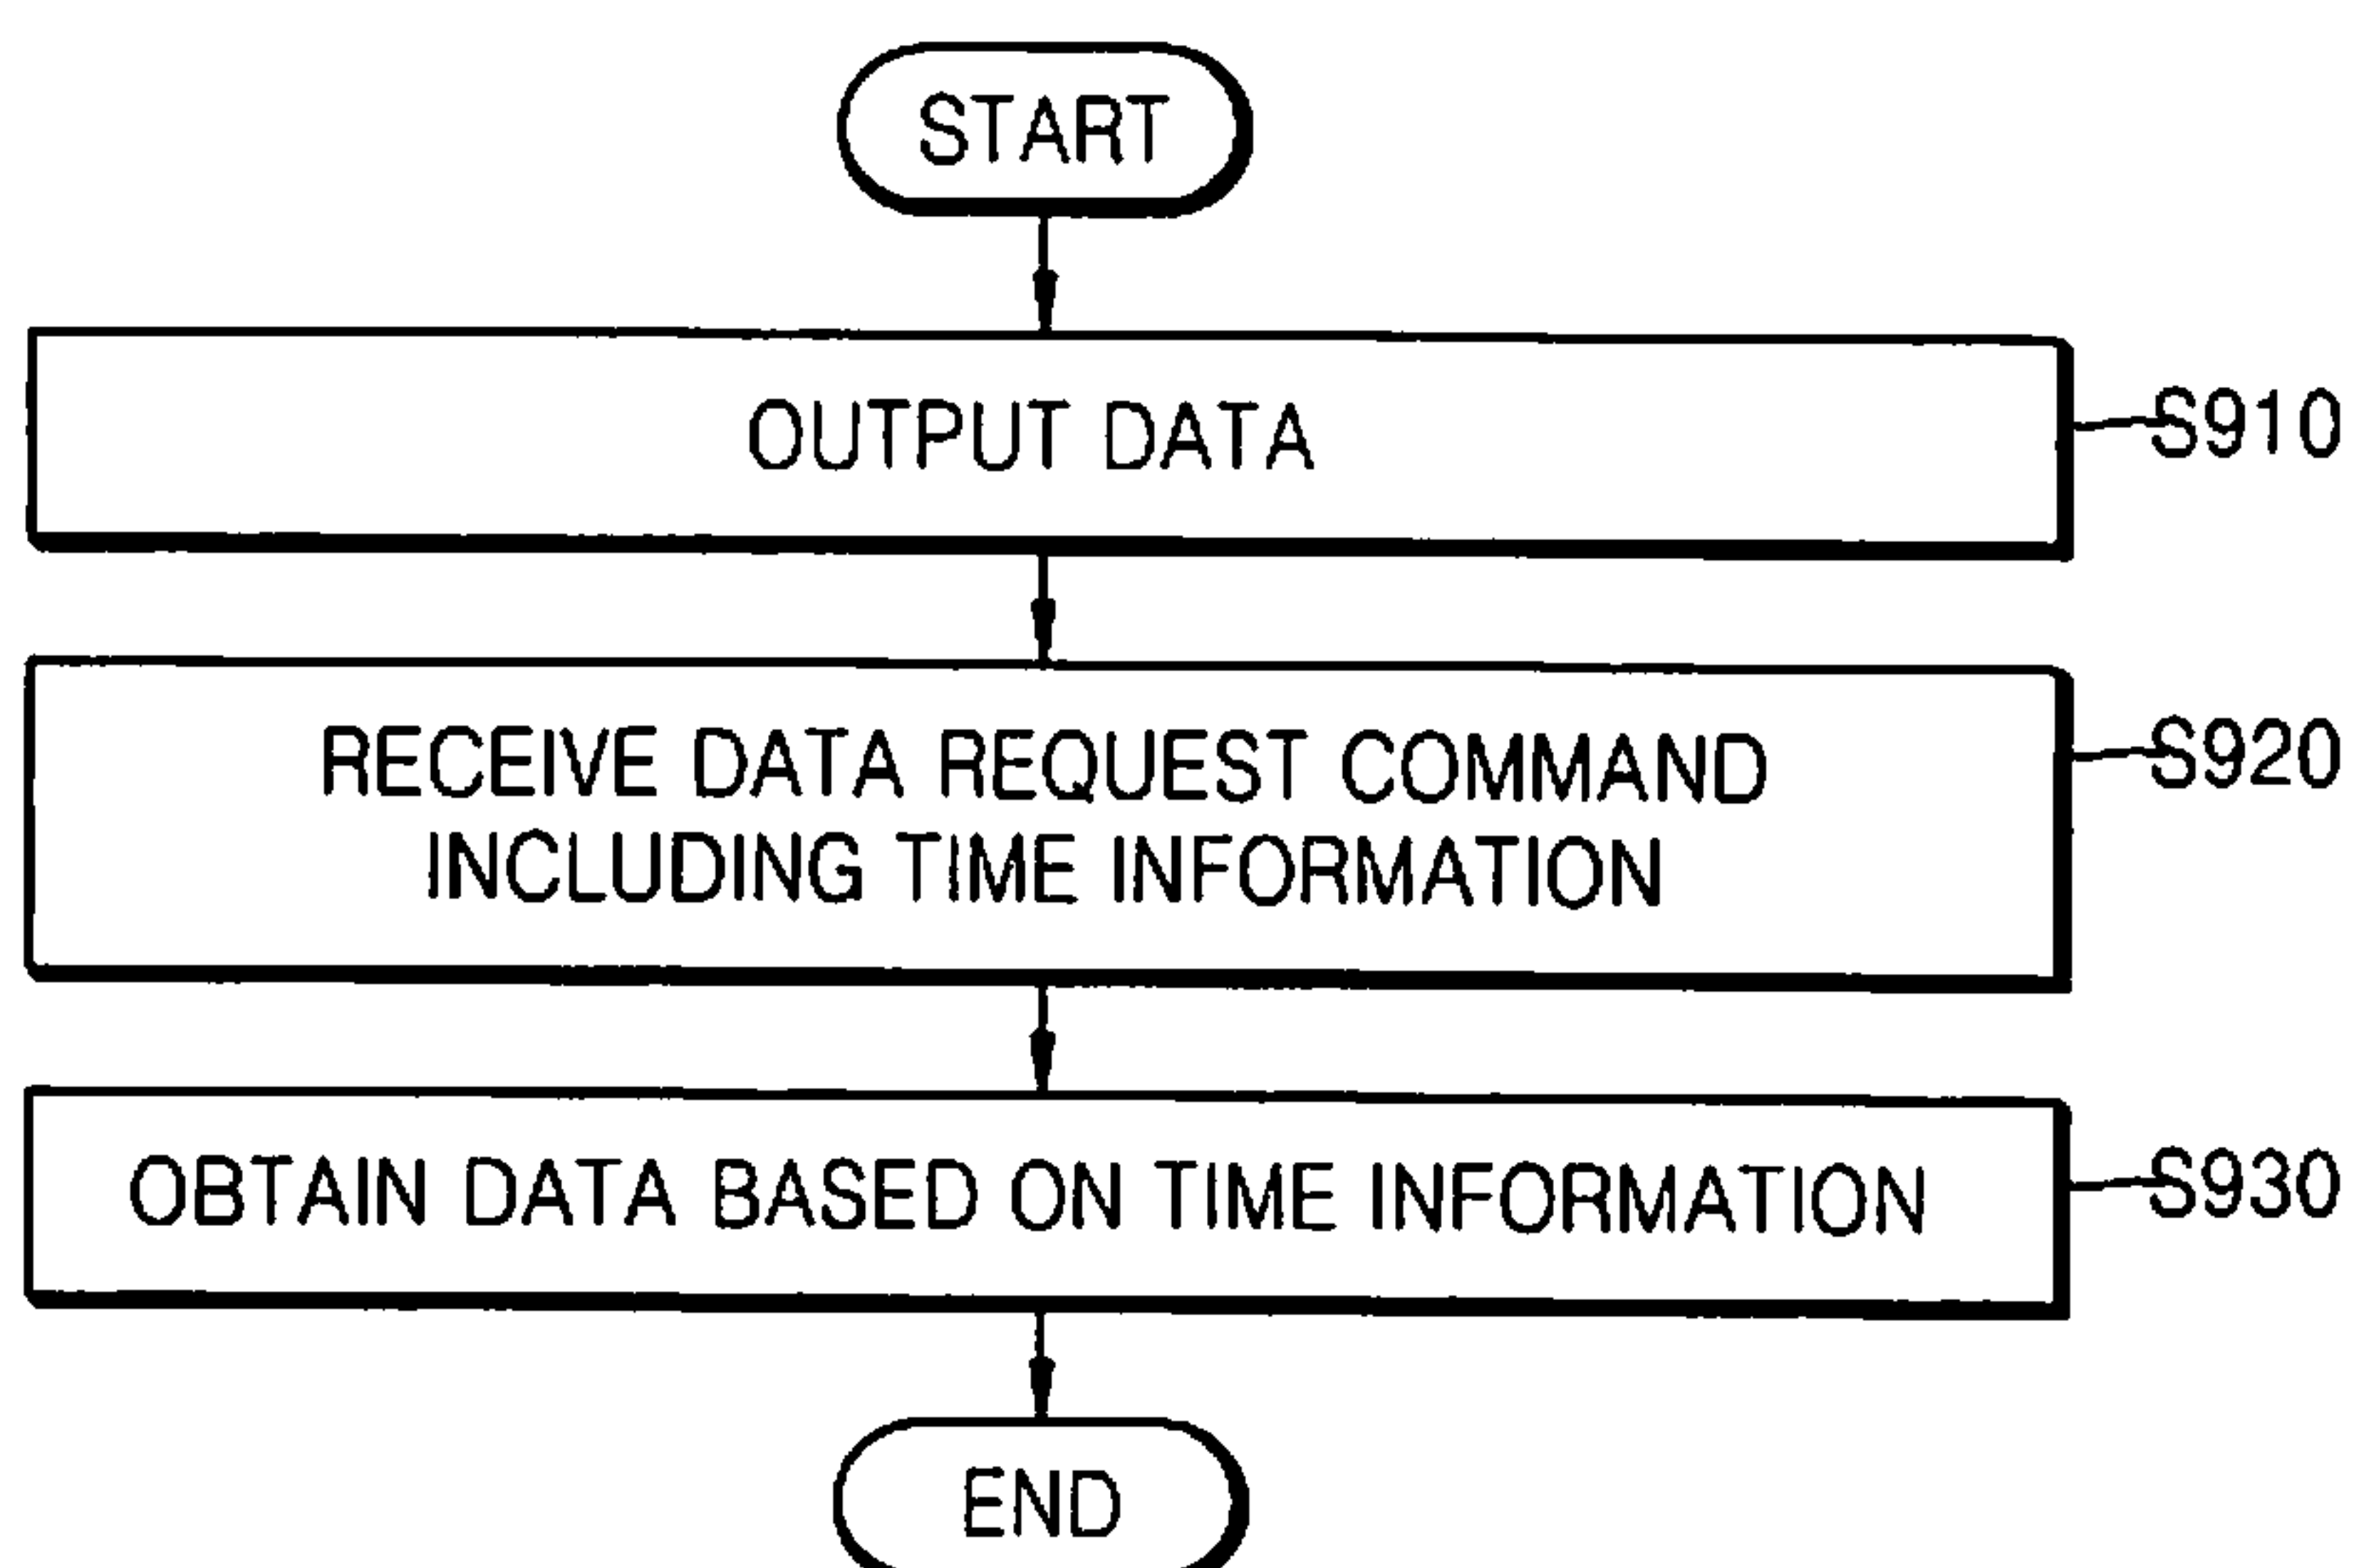 START
OUTPUT DATA
S910
RECEIVE DATA REQUEST COMMAND
INCLUDING TIME INFORMATION
S920
OBTAIN DATA BASED ON TIME INFORMATION
S930
END